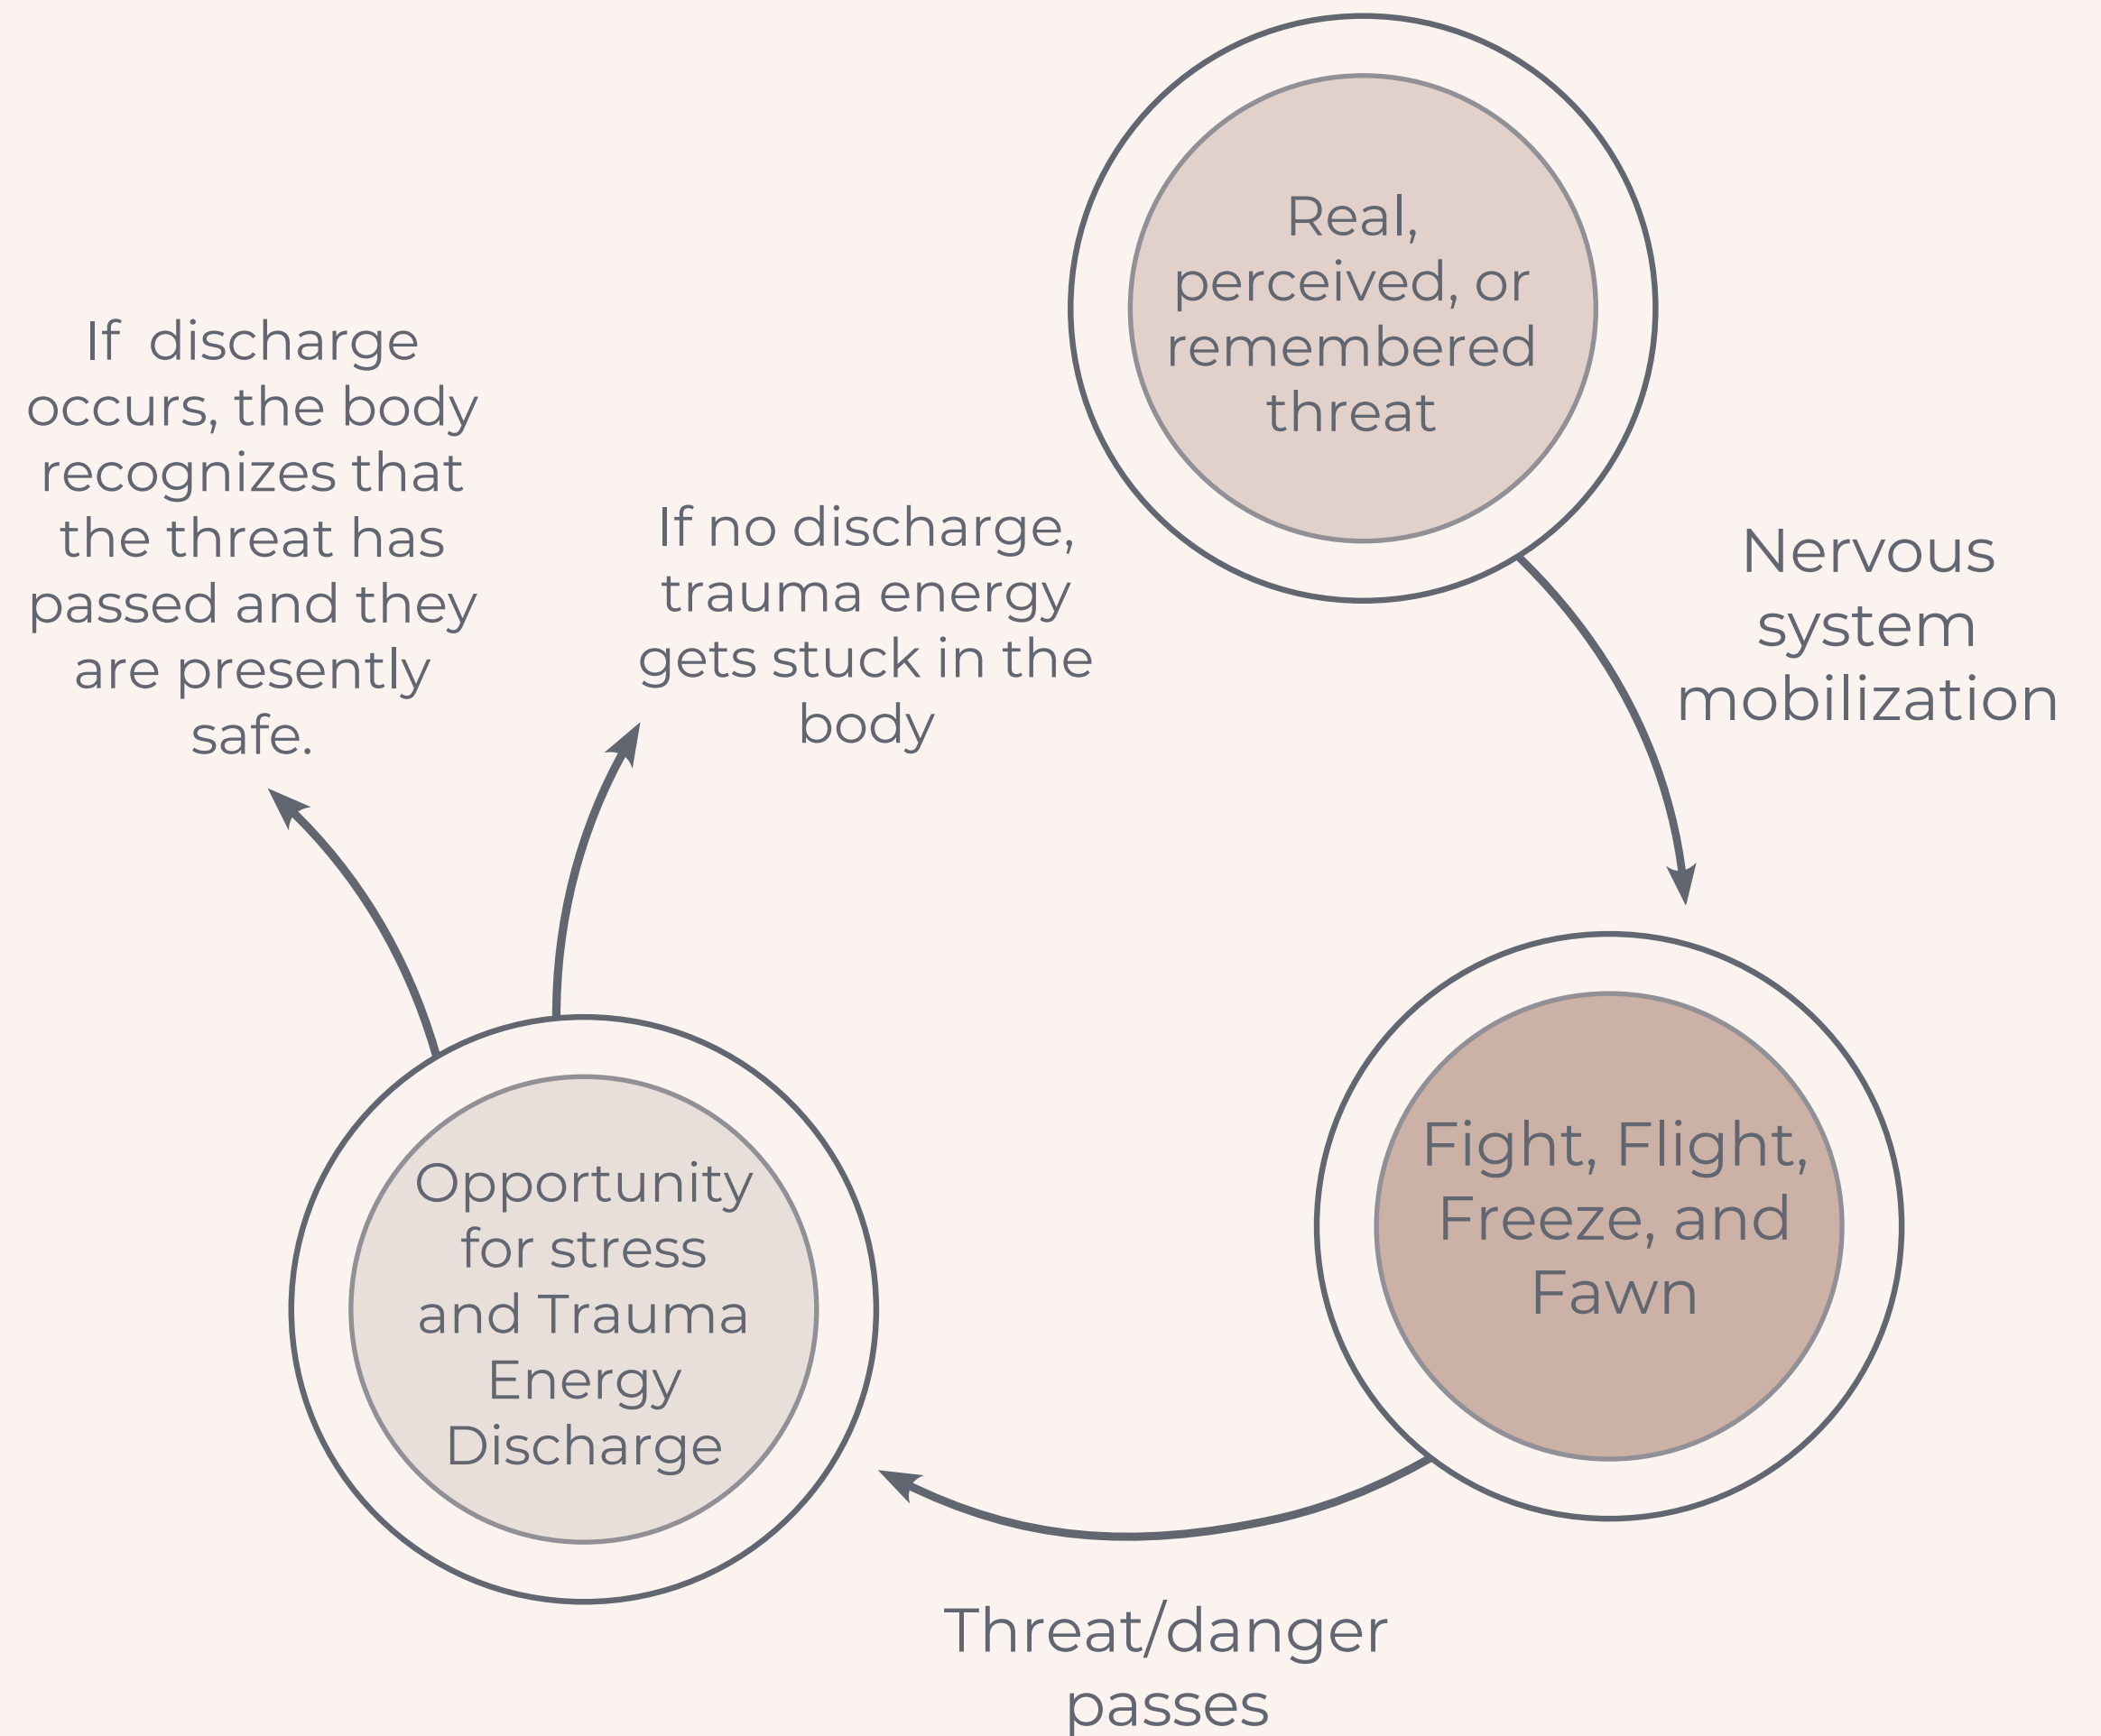 Real,
perceived, or
remembered
threat
Nervous
system
mobilization
Fight, Flight,
Freeze, and
Fawn
Threat/danger
passes
Opportunity
for stress
and Trauma
Energy
Discharge
If no discharge,
trauma energy
gets stuck in the
body
If  discharge
occurs, the body
recognizes that
the threat has
passed and they
are presently
safe.